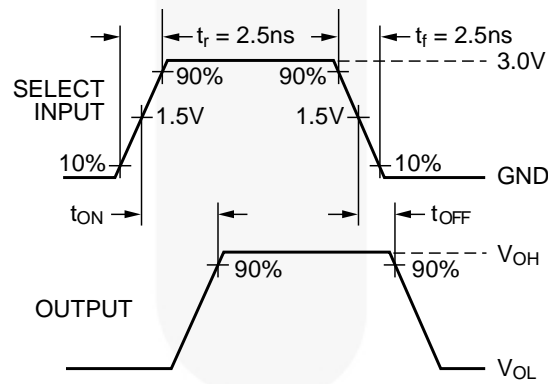 tr = 2.5ns
tf = 2.5ns
90%
90%
3.0V
SELECT
INPUT
1.5V
1.5V
10%
10%
GND
tON
tOFF
90%
90%
VOH
OUTPUT
VOL